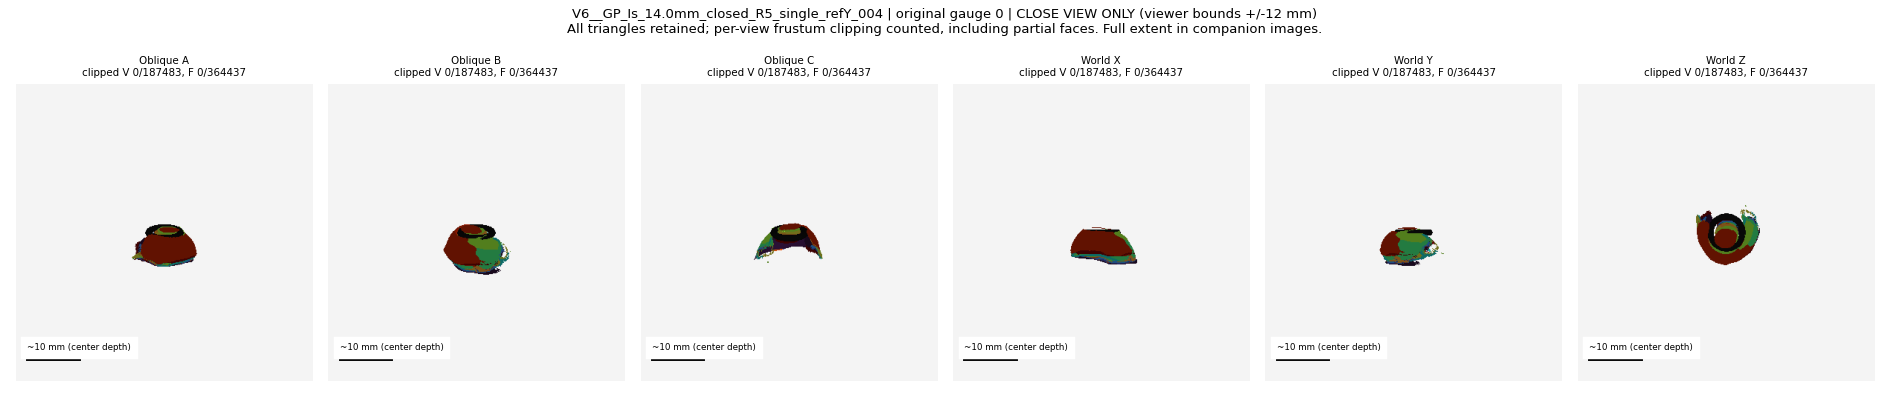 V6__GP_Is_14.0mm_closed_R5_single_refY_004 | original gauge 0 | CLOSE VIEW ONLY (viewer bounds +/-12 mm)
All triangles retained; per-view frustum clipping counted, including partial faces. Full extent in companion images.
Oblique A
clipped V 0/187483, F 0/364437
Oblique B
clipped V 0/187483, F 0/364437
Oblique C
clipped V 0/187483, F 0/364437
World X
clipped V 0/187483, F 0/364437
World Y
clipped V 0/187483, F 0/364437
World Z
clipped V 0/187483, F 0/364437
~10 mm (center depth)
~10 mm (center depth)
~10 mm (center depth)
~10 mm (center depth)
~10 mm (center depth)
~10 mm (center depth)